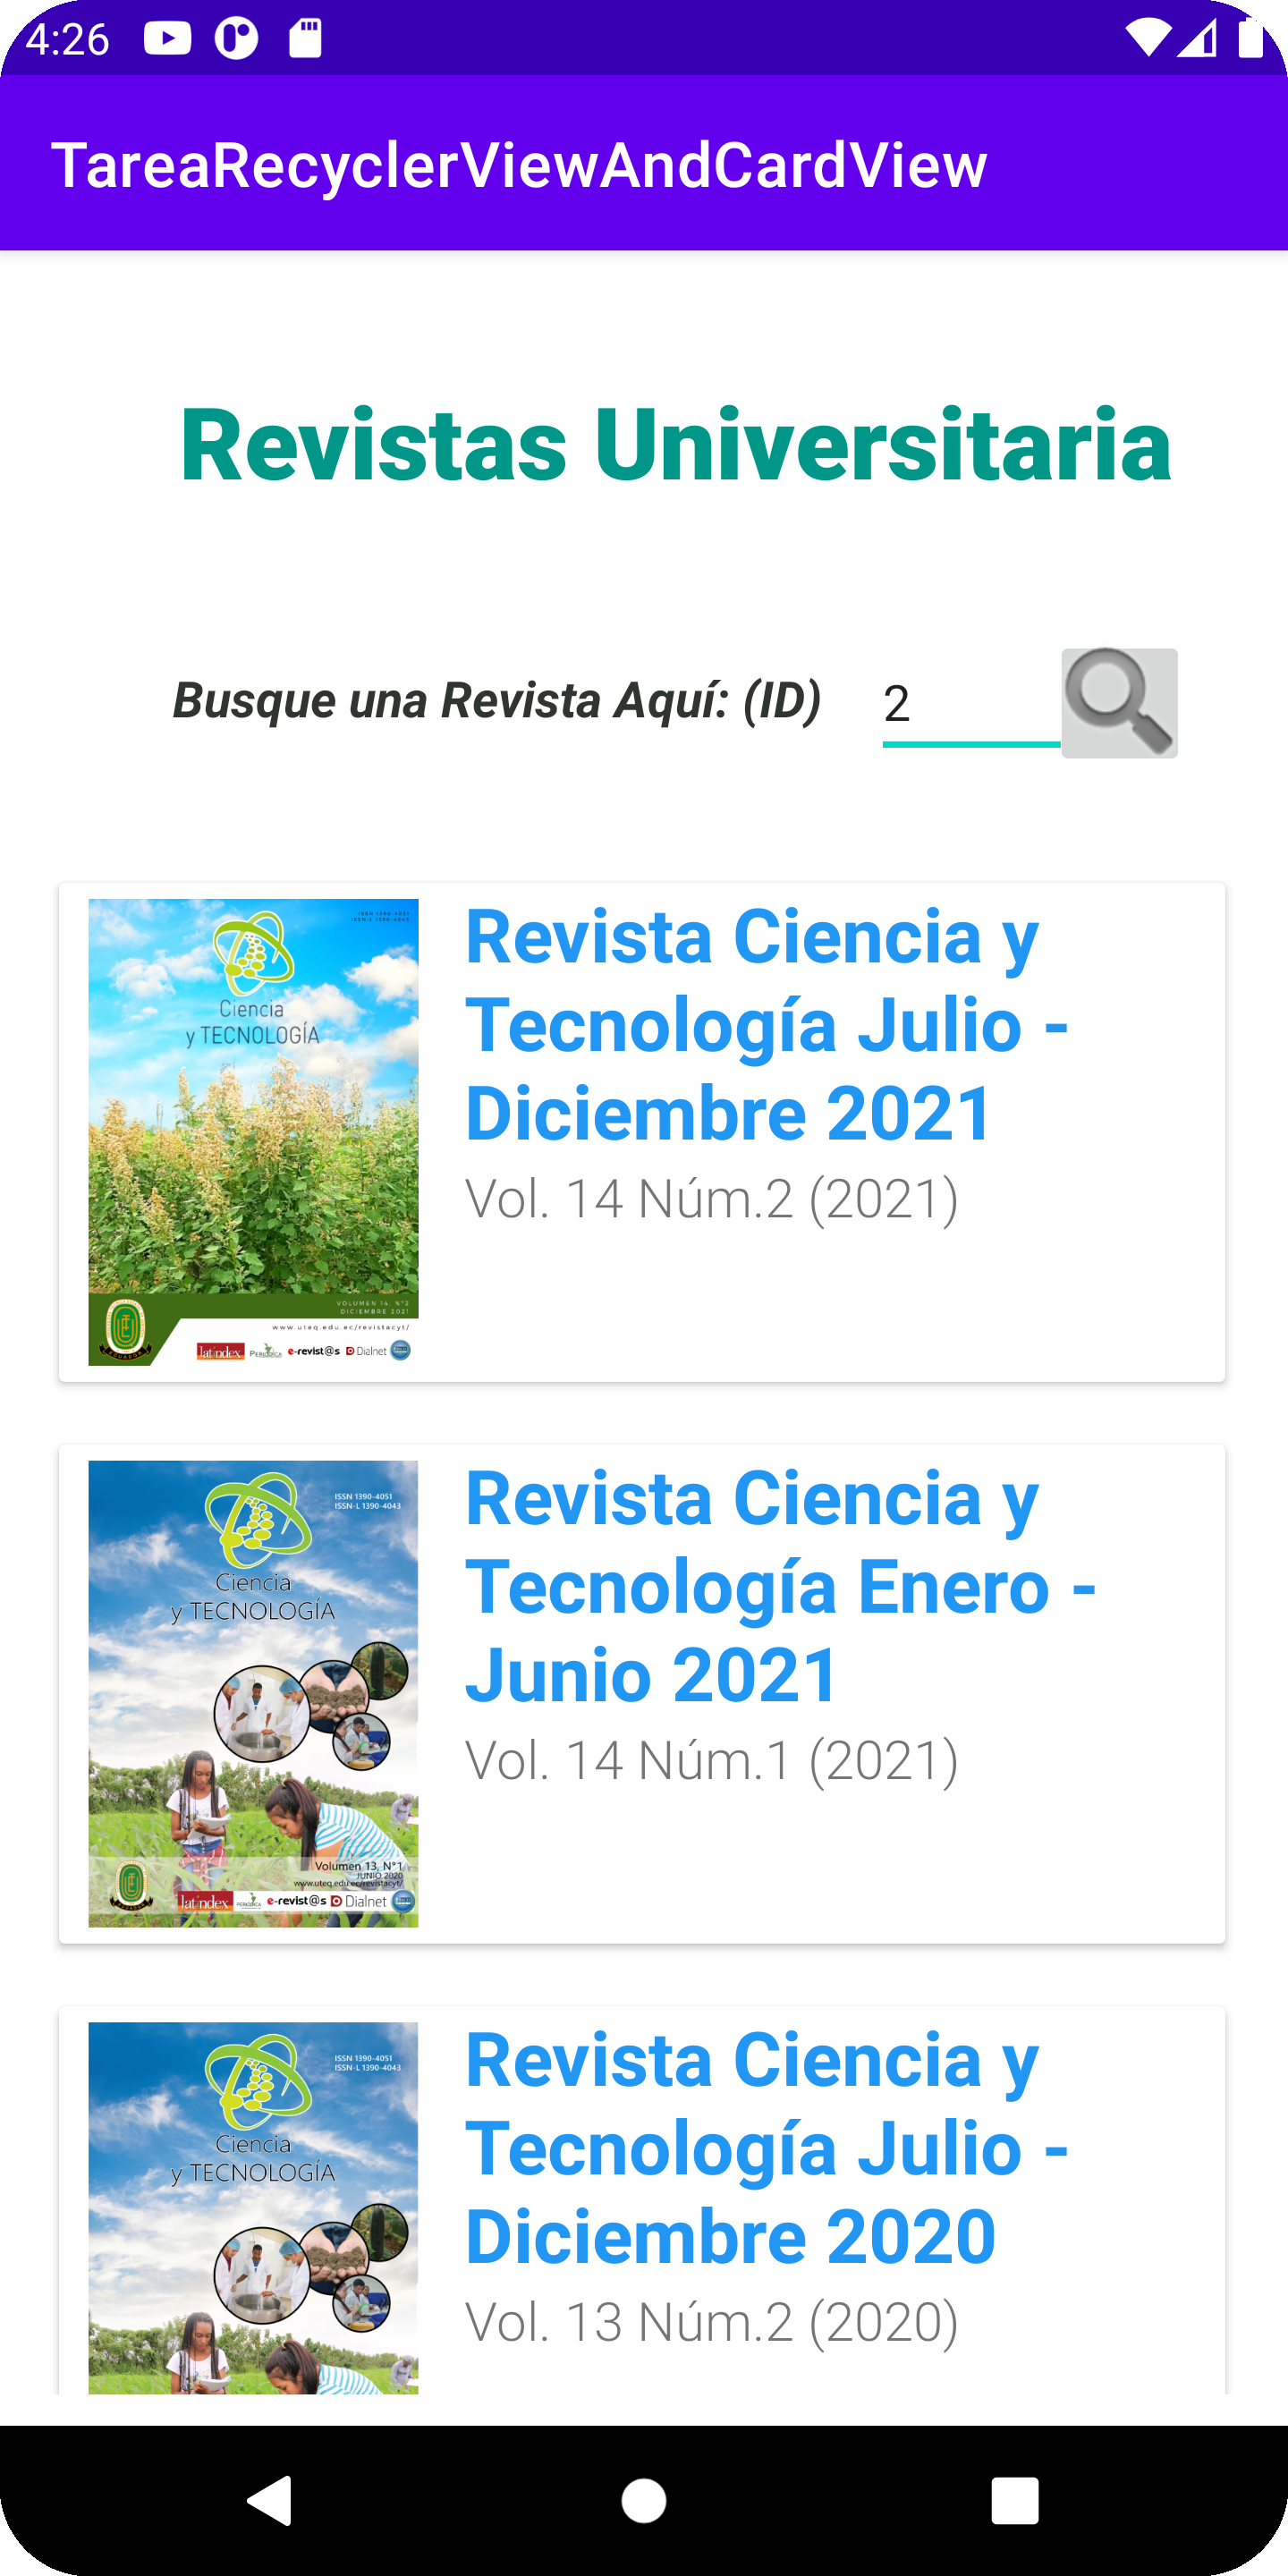 4:26
TareaRecyclerViewAndCardView
Revistas Universitaria
Busque una Revista Aquí: (ID) 2
ISSN 1390-4051
ISSN-L 1390-4043
Ciencia
y TECNOLOGÍA
VOLUMEN 14, N°2
DICIEMBRE 2021
www.uteq.edu.ec/revistacyt/
latindex PERIÓDICA e-revist@s Dialnet
Revista Ciencia y
Tecnología Julio -
Diciembre 2021
Vol. 14 Núm.2 (2021)
ISSN 1390-4051
ISSN-L 1390-4043
Ciencia
y TECNOLOGÍA
Volumen 13, N°1
JUNIO 2020
www.uteq.edu.ec/revistacyt/
latindex PERIÓDICA e-revist@s Dialnet
Revista Ciencia y
Tecnología Enero -
Junio 2021
Vol. 14 Núm.1 (2021)
ISSN 1390-4051
ISSN-L 1390-4043
Ciencia
y TECNOLOGÍA
Revista Ciencia y
Tecnología Julio -
Diciembre 2020
Vol. 13 Núm.2 (2020)